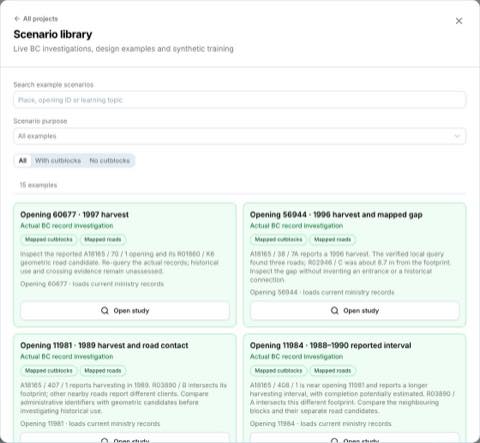 ← All projects
Scenario library
Live BC investigations, design examples and synthetic training
Search example scenarios
Place, opening ID or learning topic
Scenario purpose
All examples
All With cutblocks No cutblocks
15 examples
Opening 60677 · 1997 harvest
Actual BC record investigation
Mapped cutblocks Mapped roads
Inspect the reported A18165 / 70 / 1 opening and its R01860 / K6
geometric road candidate. Re-query the actual records; historical
use and crossing evidence remain unassessed.
Opening 60677 · loads current ministry records
Open study
Opening 56944 · 1996 harvest and mapped gap
Actual BC record investigation
Mapped cutblocks Mapped roads
A18165 / 38 / 7A reports a 1996 harvest. The verified local query
found three roads; R02946 / C was about 8.7 m from the footprint.
Inspect the gap without inventing an entrance or a historical
connection.
Opening 56944 · loads current ministry records
Open study
Opening 11981 · 1989 harvest and road contact
Actual BC record investigation
Mapped cutblocks Mapped roads
A18165 / 407 / 1 reports harvesting in 1989. R03890 / B intersects its
footprint; other nearby roads report different clients. Compare
administrative identifiers with geometric candidates before
investigating historical use.
Opening 11981 · loads current ministry records
Open study
Opening 11984 · 1988–1990 reported interval
Actual BC record investigation
Mapped cutblocks Mapped roads
A18165 / 408 / 1 is near opening 11981 and reports a longer
harvesting interval, with completion potentially estimated. R03890 /
A intersects this different footprint. Compare the neighbouring
blocks and their separate road candidates.
Opening 11984 · loads current ministry records
Open study